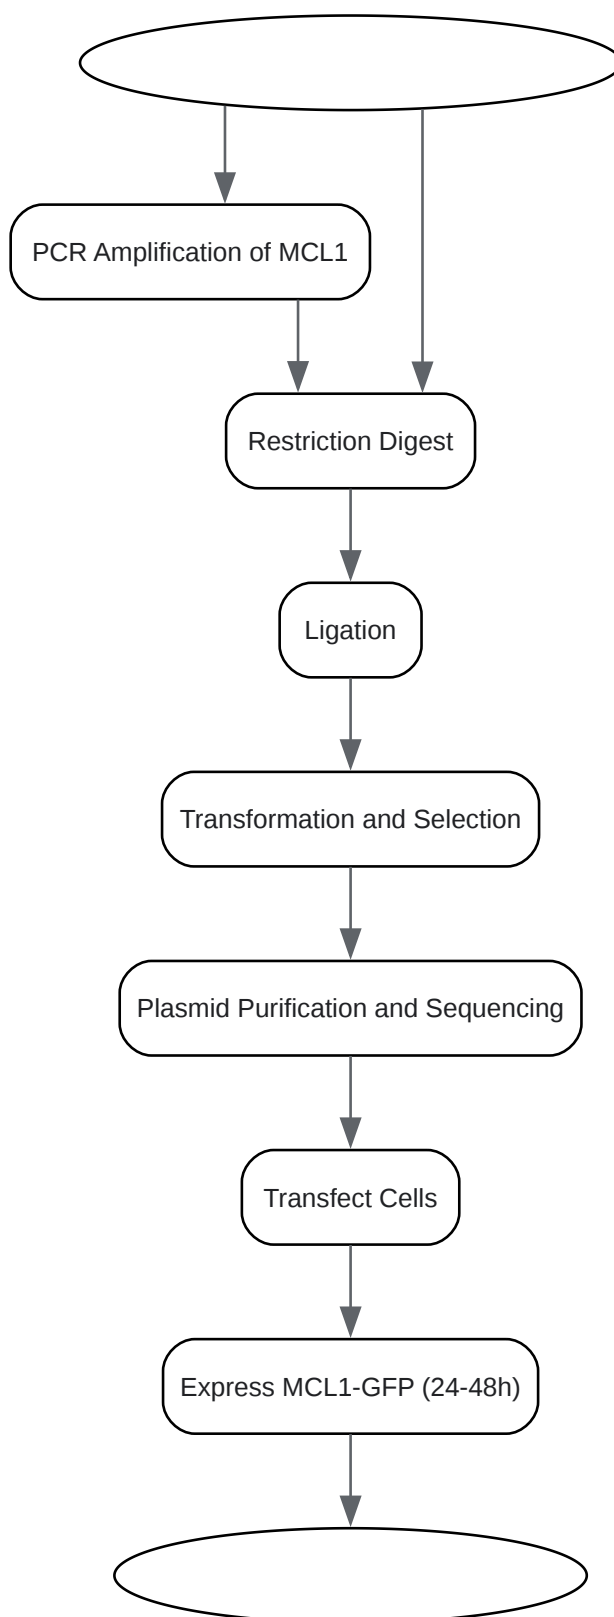 PCR Amplification of MCL1
Restriction Digest
Ligation
Transformation and Selection
Plasmid Purification and Sequencing
Transfect Cells
Express MCL1-GFP (24-48h)